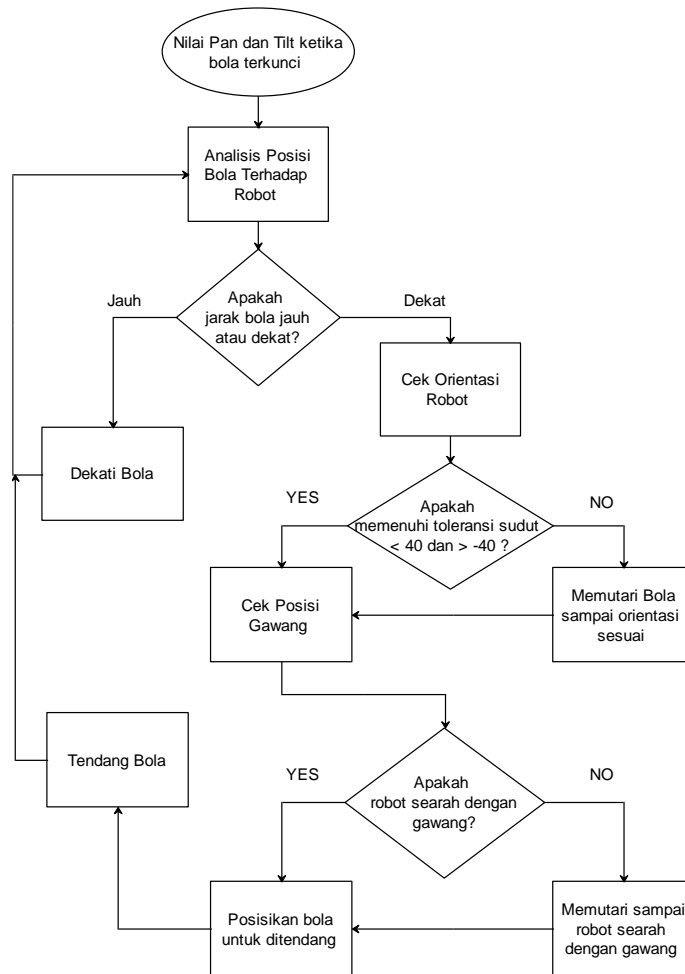 Nilai Pan dan Tilt ketika
bola terkunci
Analisis Posisi
Bola Terhadap
Robot
Apakah
jarak bola jauh
atau dekat?
Jauh
Dekat
Dekati Bola
Cek Orientasi
Robot
Apakah
memenuhi toleransi sudut
< 40 dan > -40 ?
YES
NO
Cek Posisi
Gawang
Memutari Bola
sampai orientasi
sesuai
Tendang Bola
Apakah
robot searah dengan
gawang?
YES
NO
Posisikan bola
untuk ditendang
Memutari sampai
robot searah
dengan gawang